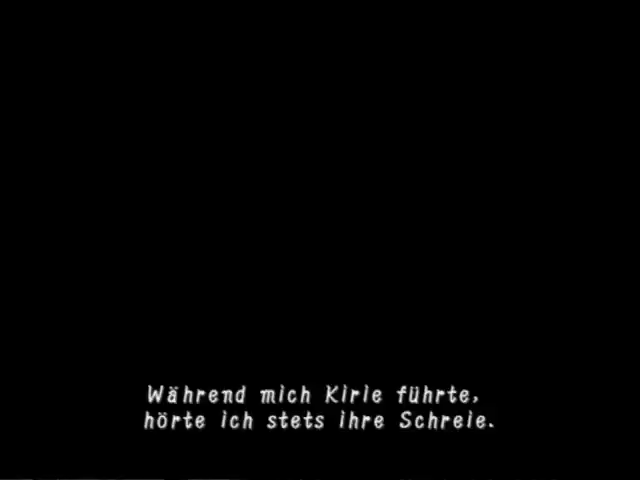 Während mich Kirie führte,
hörte ich stets ihre Schreie.